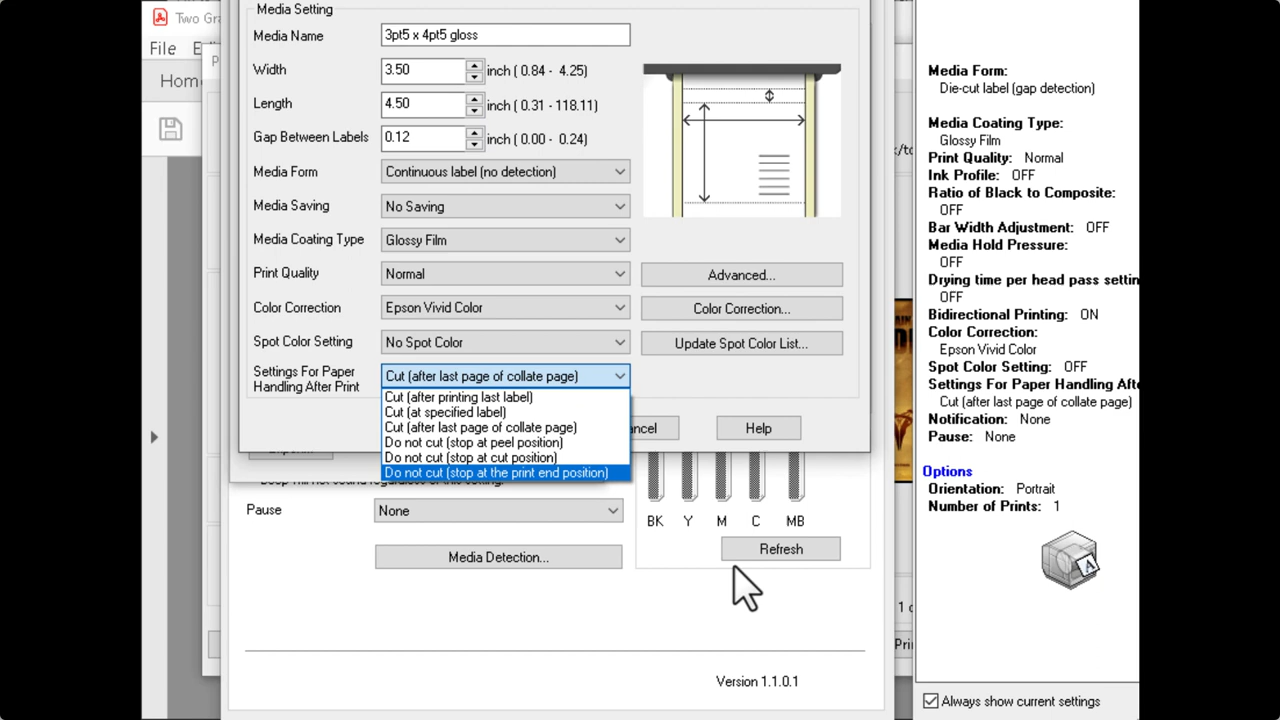 Two Gra
File E
Hom
P
Media Setting
Media Name 3pt5 x 4pt5 gloss
Width 3.50 inch ( 0.84 - 4.25)
Length 4.50 inch ( 0.31 - 118.11)
Gap Between Labels 0.12 inch ( 0.00 - 0.24)
Media Form Continuous label (no detection)
Media Saving No Saving
Media Coating Type Glossy Film
Print Quality Normal Advanced...
Color Correction Epson Vivid Color Color Correction...
Spot Color Setting No Spot Color Update Spot Color List...
Settings For Paper
Handling After Print
Cut (after last page of collate page)
Cut (after printing last label)
Cut (at specified label)
Cut (after last page of collate page)
Do not cut (stop at peel position)
Do not cut (stop at cut position)
Do not cut (stop at the print end position)
ncel Help
Pause None
BK Y M C MB
Refresh
Media Detection...
Version 1.1.0.1
1 o
Pri
Media Form:
Die-cut label (gap detection)
Media Coating Type:
Glossy Film
Print Quality: Normal
Ink Profile: OFF
Ratio of Black to Composite:
OFF
Bar Width Adjustment: OFF
Media Hold Pressure:
OFF
Drying time per head pass settin
OFF
Bidirectional Printing: ON
Color Correction:
Epson Vivid Color
Spot Color Setting: OFF
Settings For Paper Handling Afte
Cut (after last page of collate page)
Notification: None
Pause: None
Options
Orientation: Portrait
Number of Prints: 1
A
Always show current settings